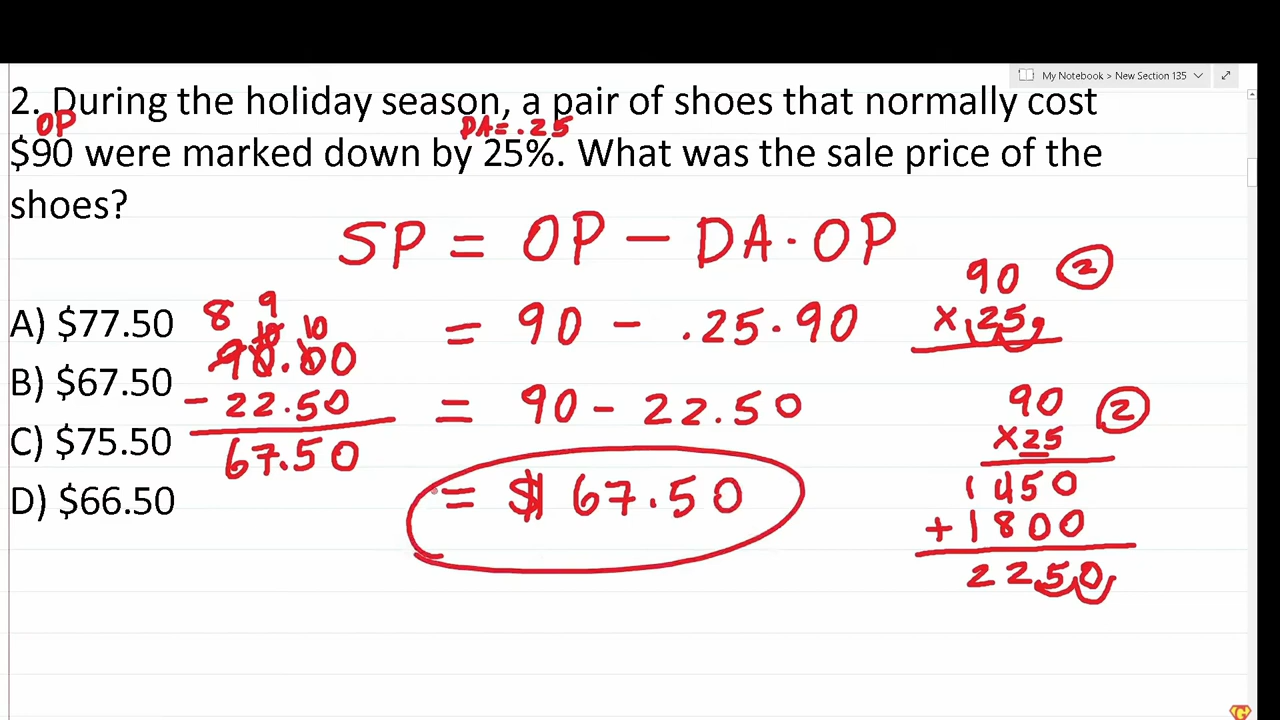 My Notebook > New Section 135
2. During the holiday season, a pair of shoes that normally cost
OP DA = .25
$90 were marked down by 25%. What was the sale price of the
shoes?
SP = OP - DA · OP
= 90 - .25 · 90
= 90 - 22.50
= $ 67.50
A) $77.50
B) $67.50
C) $75.50
D) $66.50
8 9
10 10
90.00
- 22.50
67.50
90 2
x .25
90 2
x 25
1
450
+ 1800
2250